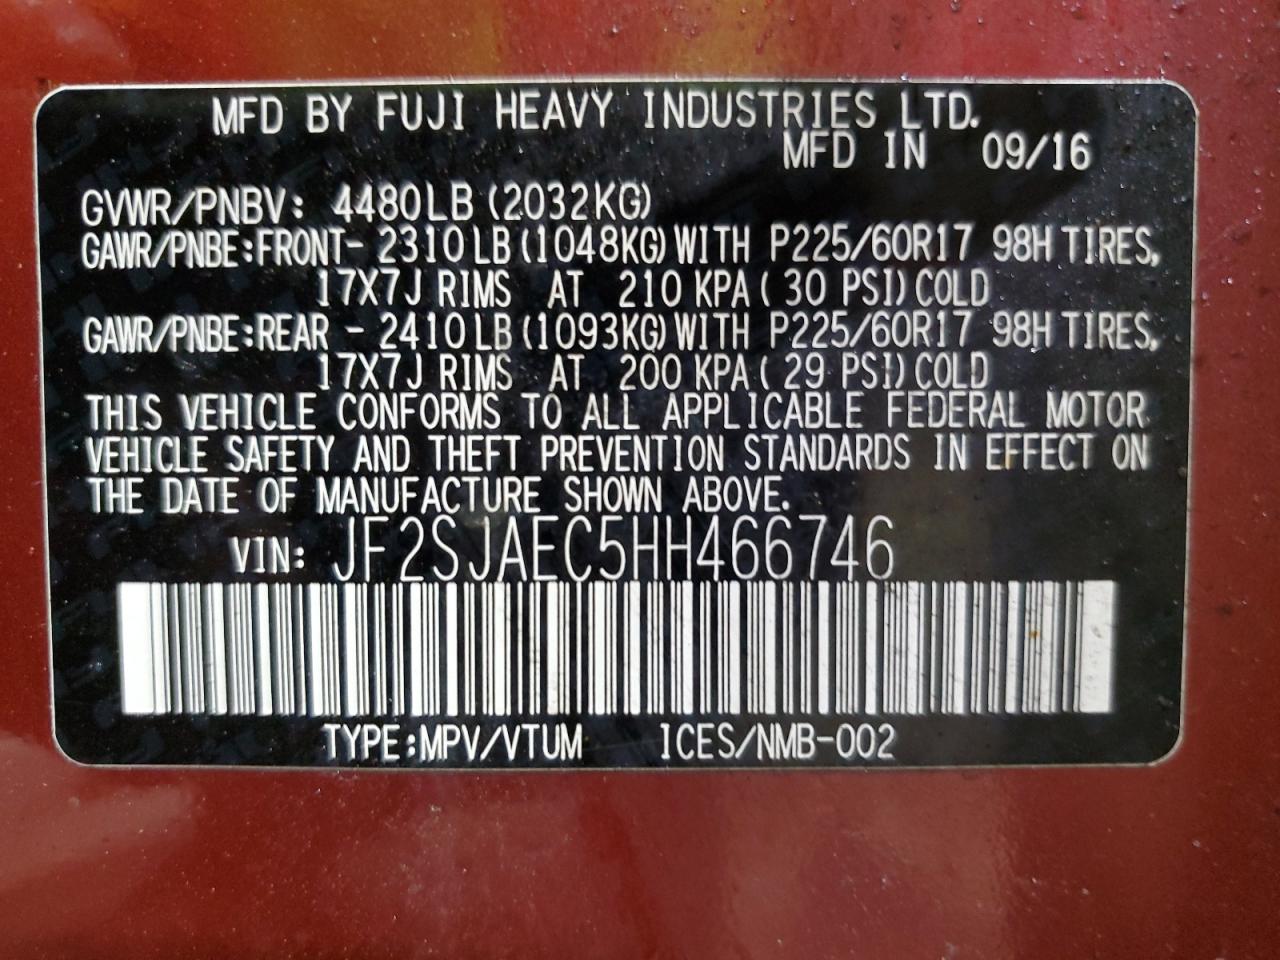 MFD BY FUJI HEAVY INDUSTRIES LTD.
MFD IN 09/16
GVWR/PNBV: 4480LB (2032KG)
GAWR/PNBE:FRONT- 2310LB (1048KG) WITH P225/60R17 98H TIRES,
17X7J RIMS AT 210 KPA ( 30 PSI) COLD
GAWR/PNBE:REAR - 2410LB (1093KG) WITH P225/60R17 98H TIRES,
17X7J RIMS AT 200 KPA ( 29 PSI) COLD
THIS VEHICLE CONFORMS TO ALL APPLICABLE FEDERAL MOTOR
VEHICLE SAFETY AND THEFT PREVENTION STANDARDS IN EFFECT ON
THE DATE OF MANUFACTURE SHOWN ABOVE.
VIN: JF2SJAEC5HH466746
TYPE:MPV/VTUM ICES/NMB-002